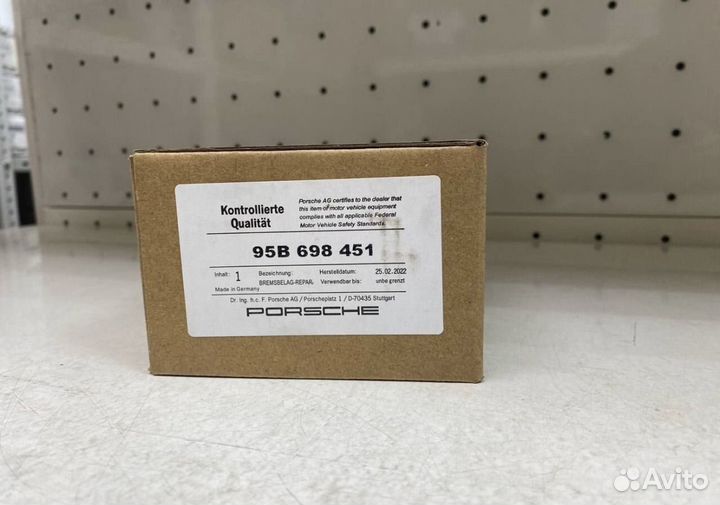 Kontrollierte
Qualität
Porsche AG certifies to the dealer that
this item of motor vehicle equipment
complies with all applicable Federal
Motor Vehicle Safety Standards.
95B 698 451
Inhalt: 1 Bezeichnung: Herstelldatum: 25.02.2022
BREMSBELAG-REPAR. Verwendbar bis: unbegrenzt
Made in Germany
Dr. Ing. h.c. F. Porsche AG / Porscheplatz 1 / D-70435 Stuttgart
PORSCHE
Avito